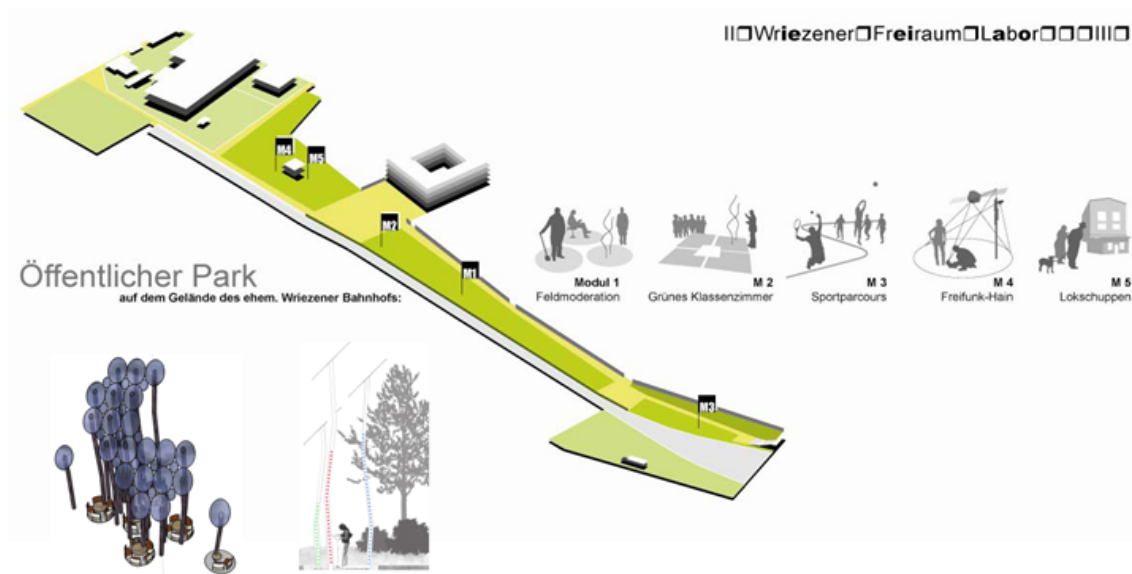 II❒Wriezener❒Freiraum❒Labor❒❒❒III❒
M4
M5
M2
M1
M3
Öffentlicher Park
auf dem Gelände des ehem. Wriezener Bahnhofs:
Modul 1
Feldmoderation
M 2
Grünes Klassenzimmer
M 3
Sportparcours
M 4
Freifunk-Hain
M 5
Lokschuppen